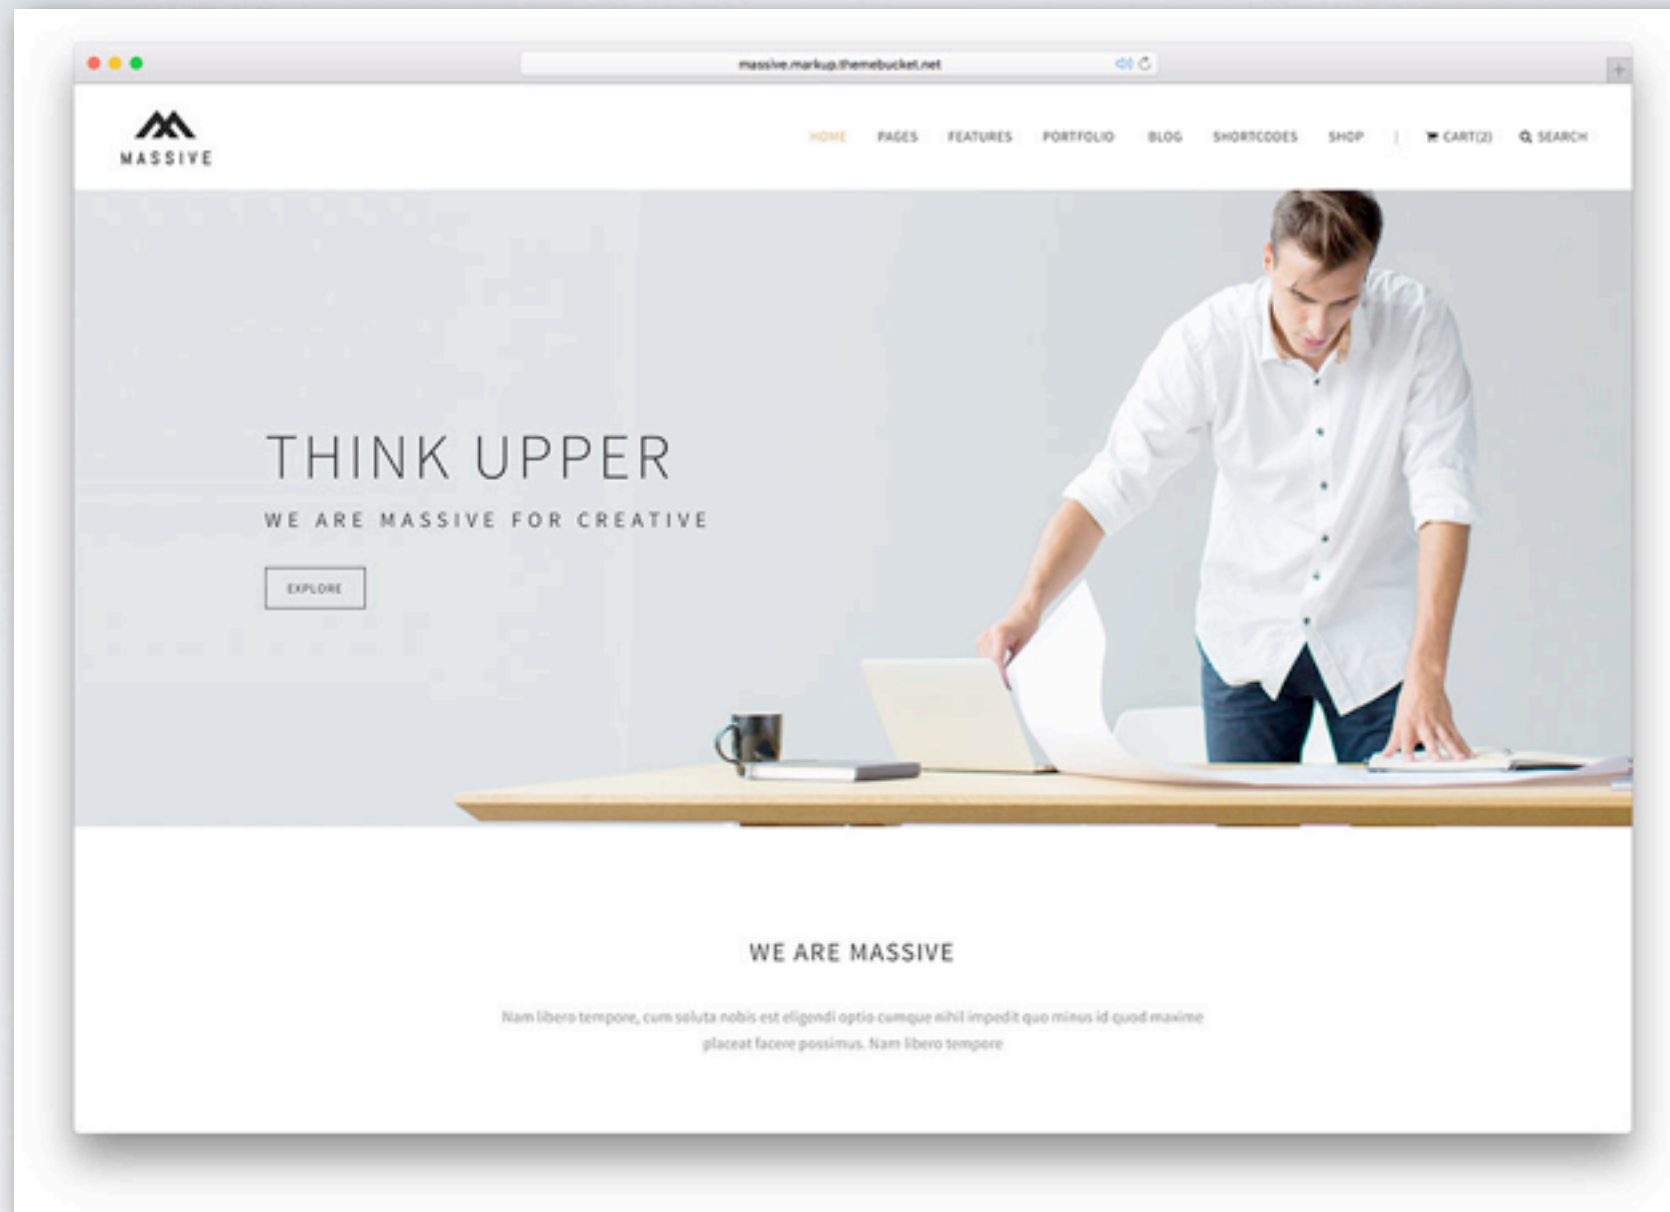 massive.markup.themebucket.net
MASSIVE
HOME PAGES FEATURES PORTFOLIO BLOG SHORTCODES SHOP | CART(2) SEARCH
THINK UPPER
WE ARE MASSIVE FOR CREATIVE
EXPLORE
WE ARE MASSIVE
Nam libero tempore, cum soluta nobis est eligendi optio cumque nihil impedit quo minus id quod maxime
placeat facere possimus. Nam libero tempore